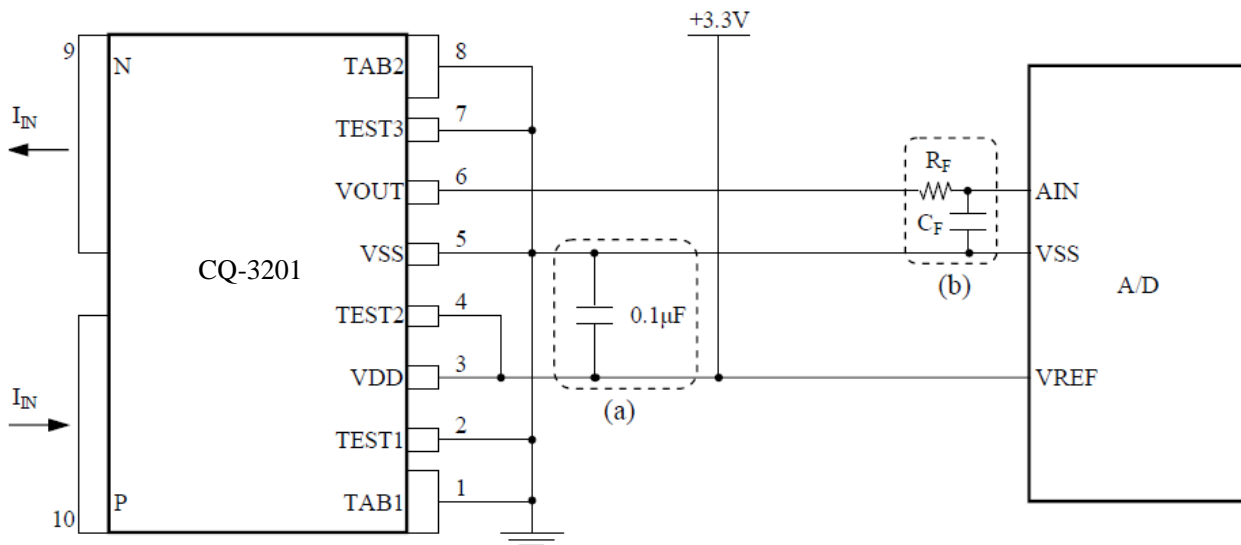 +3.3V
9
N
TAB2
8
I_IN
TEST3
7
R_F
VOUT
6
AIN
C_F
VSS
5
VSS
CQ-3201
(b)
A/D
TEST2
4
0.1μF
VDD
3
VREF
I_IN
(a)
TEST1
2
P
TAB1
1
10